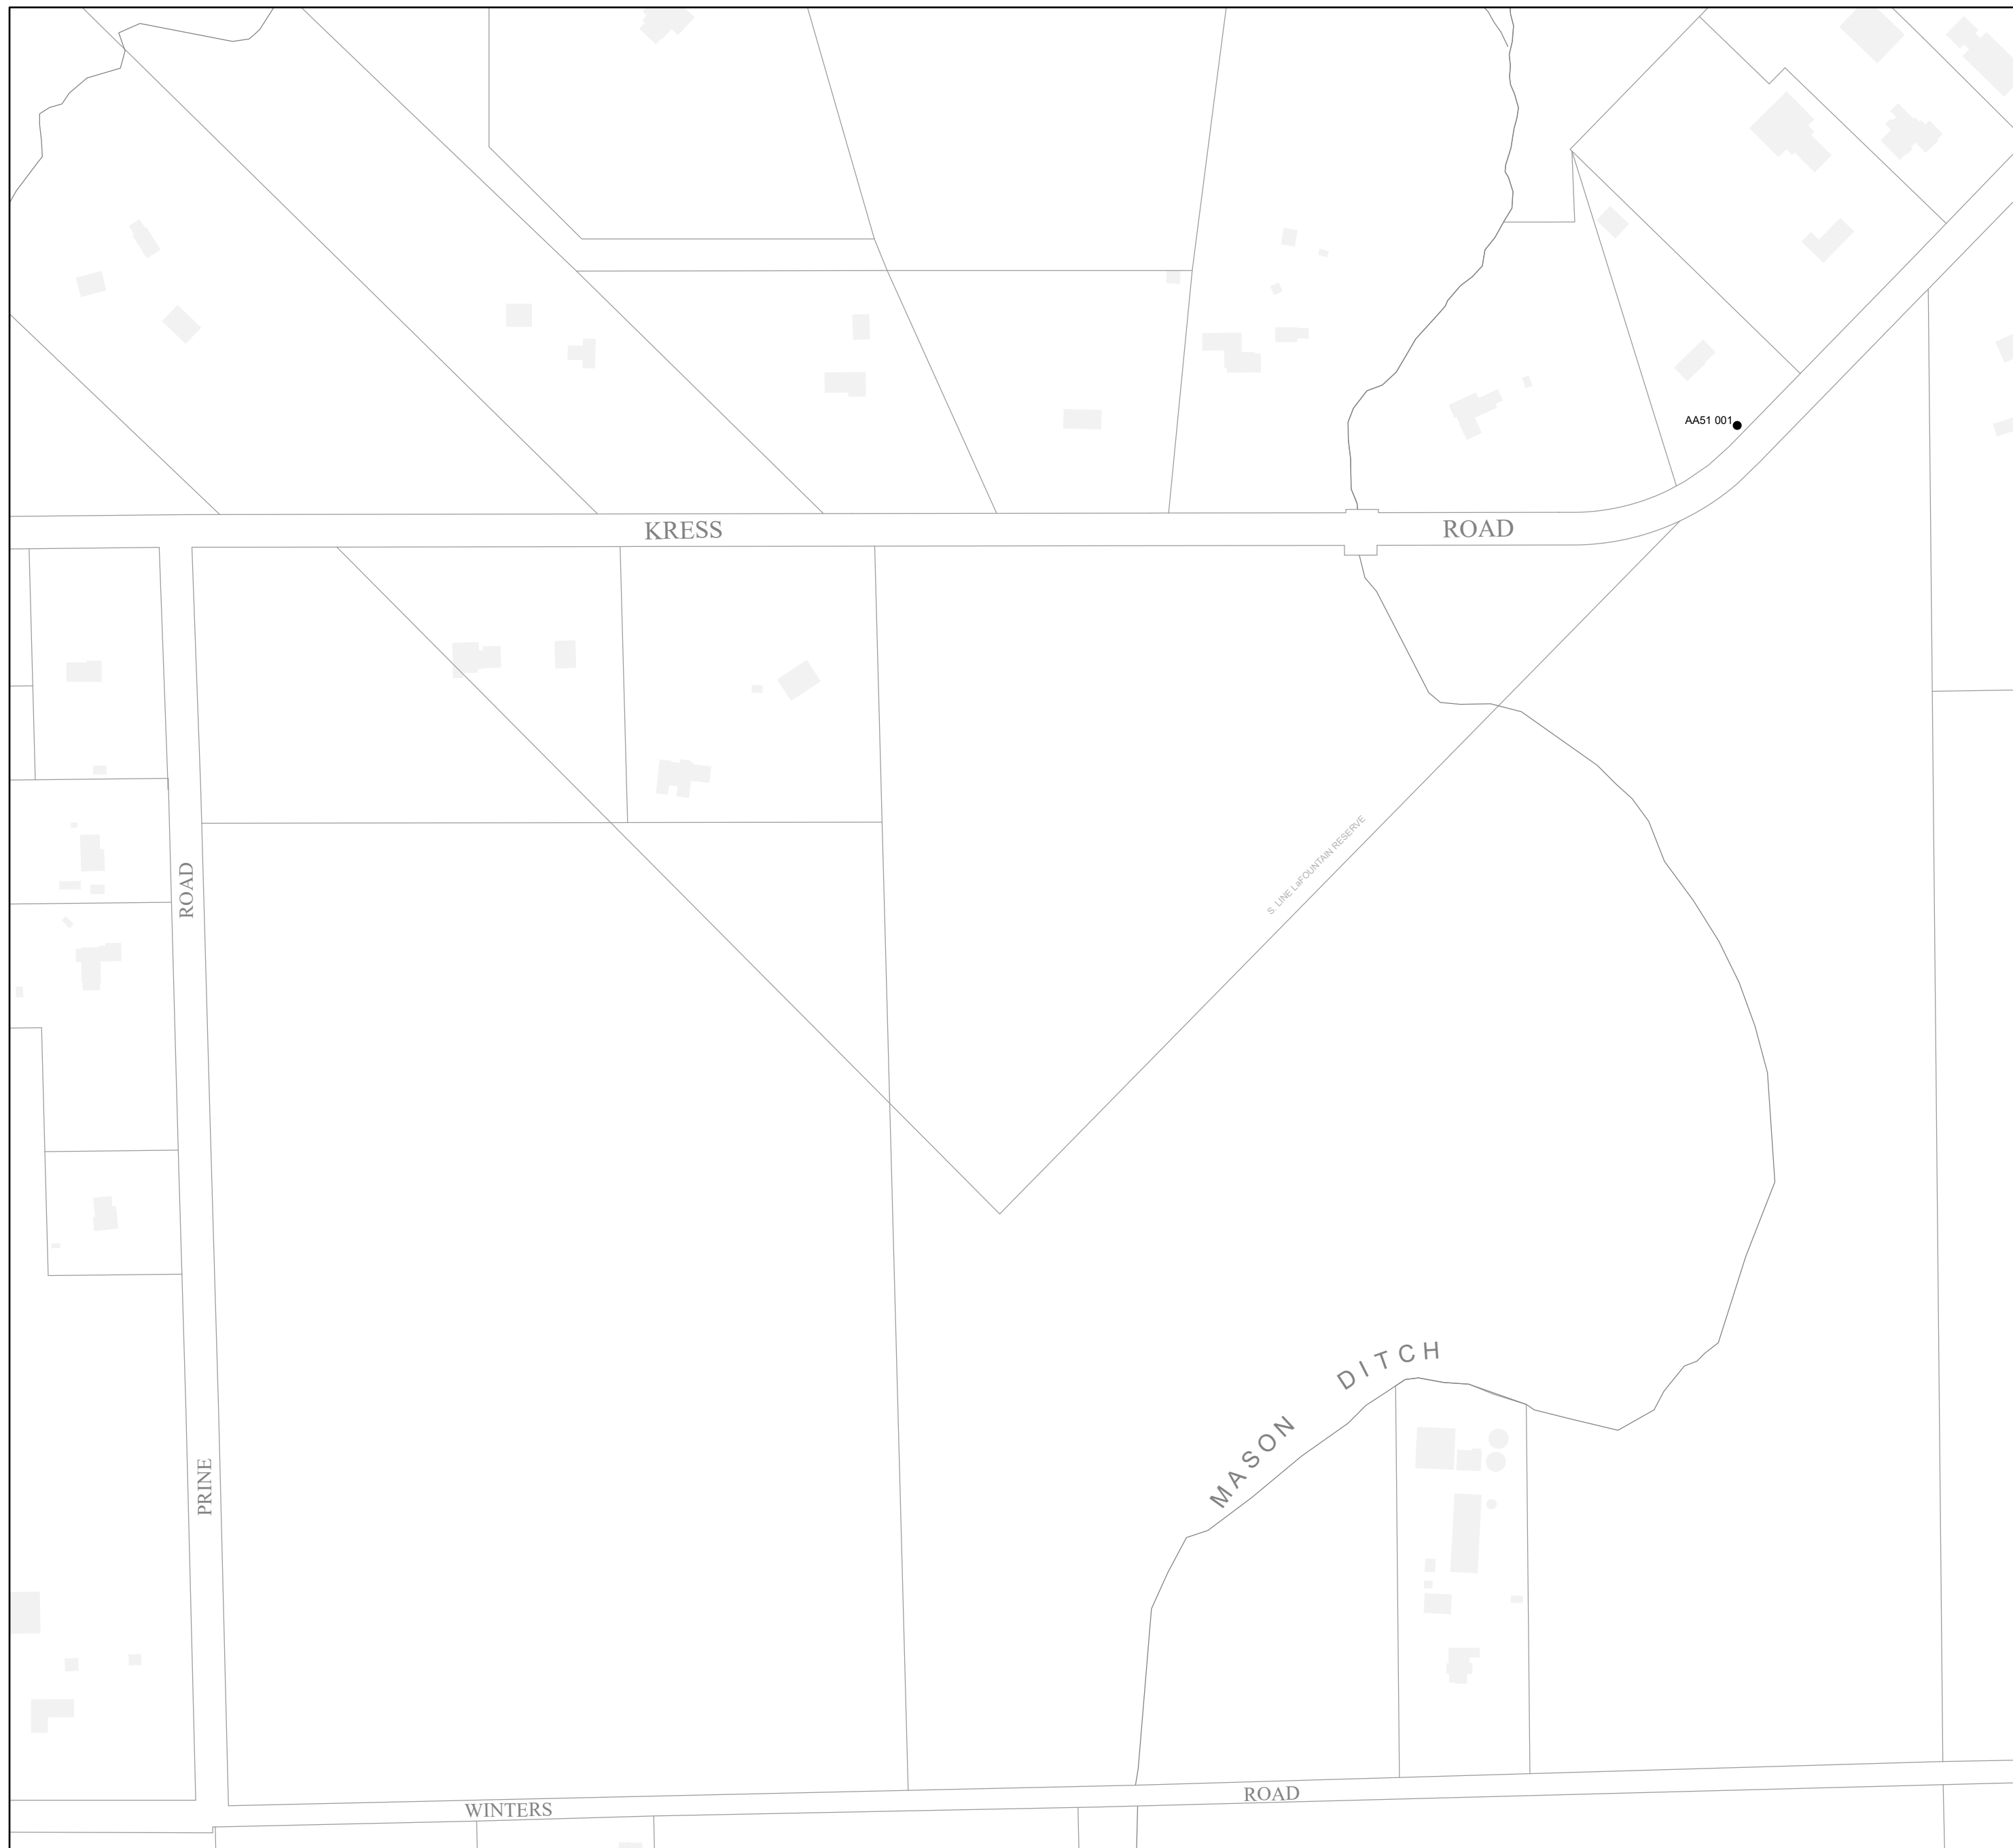 AA51 001
KRESS ROAD
S. LINE LaFOUNTAIN RESERVE
PRINE ROAD
MASON DITCH
WINTERS ROAD